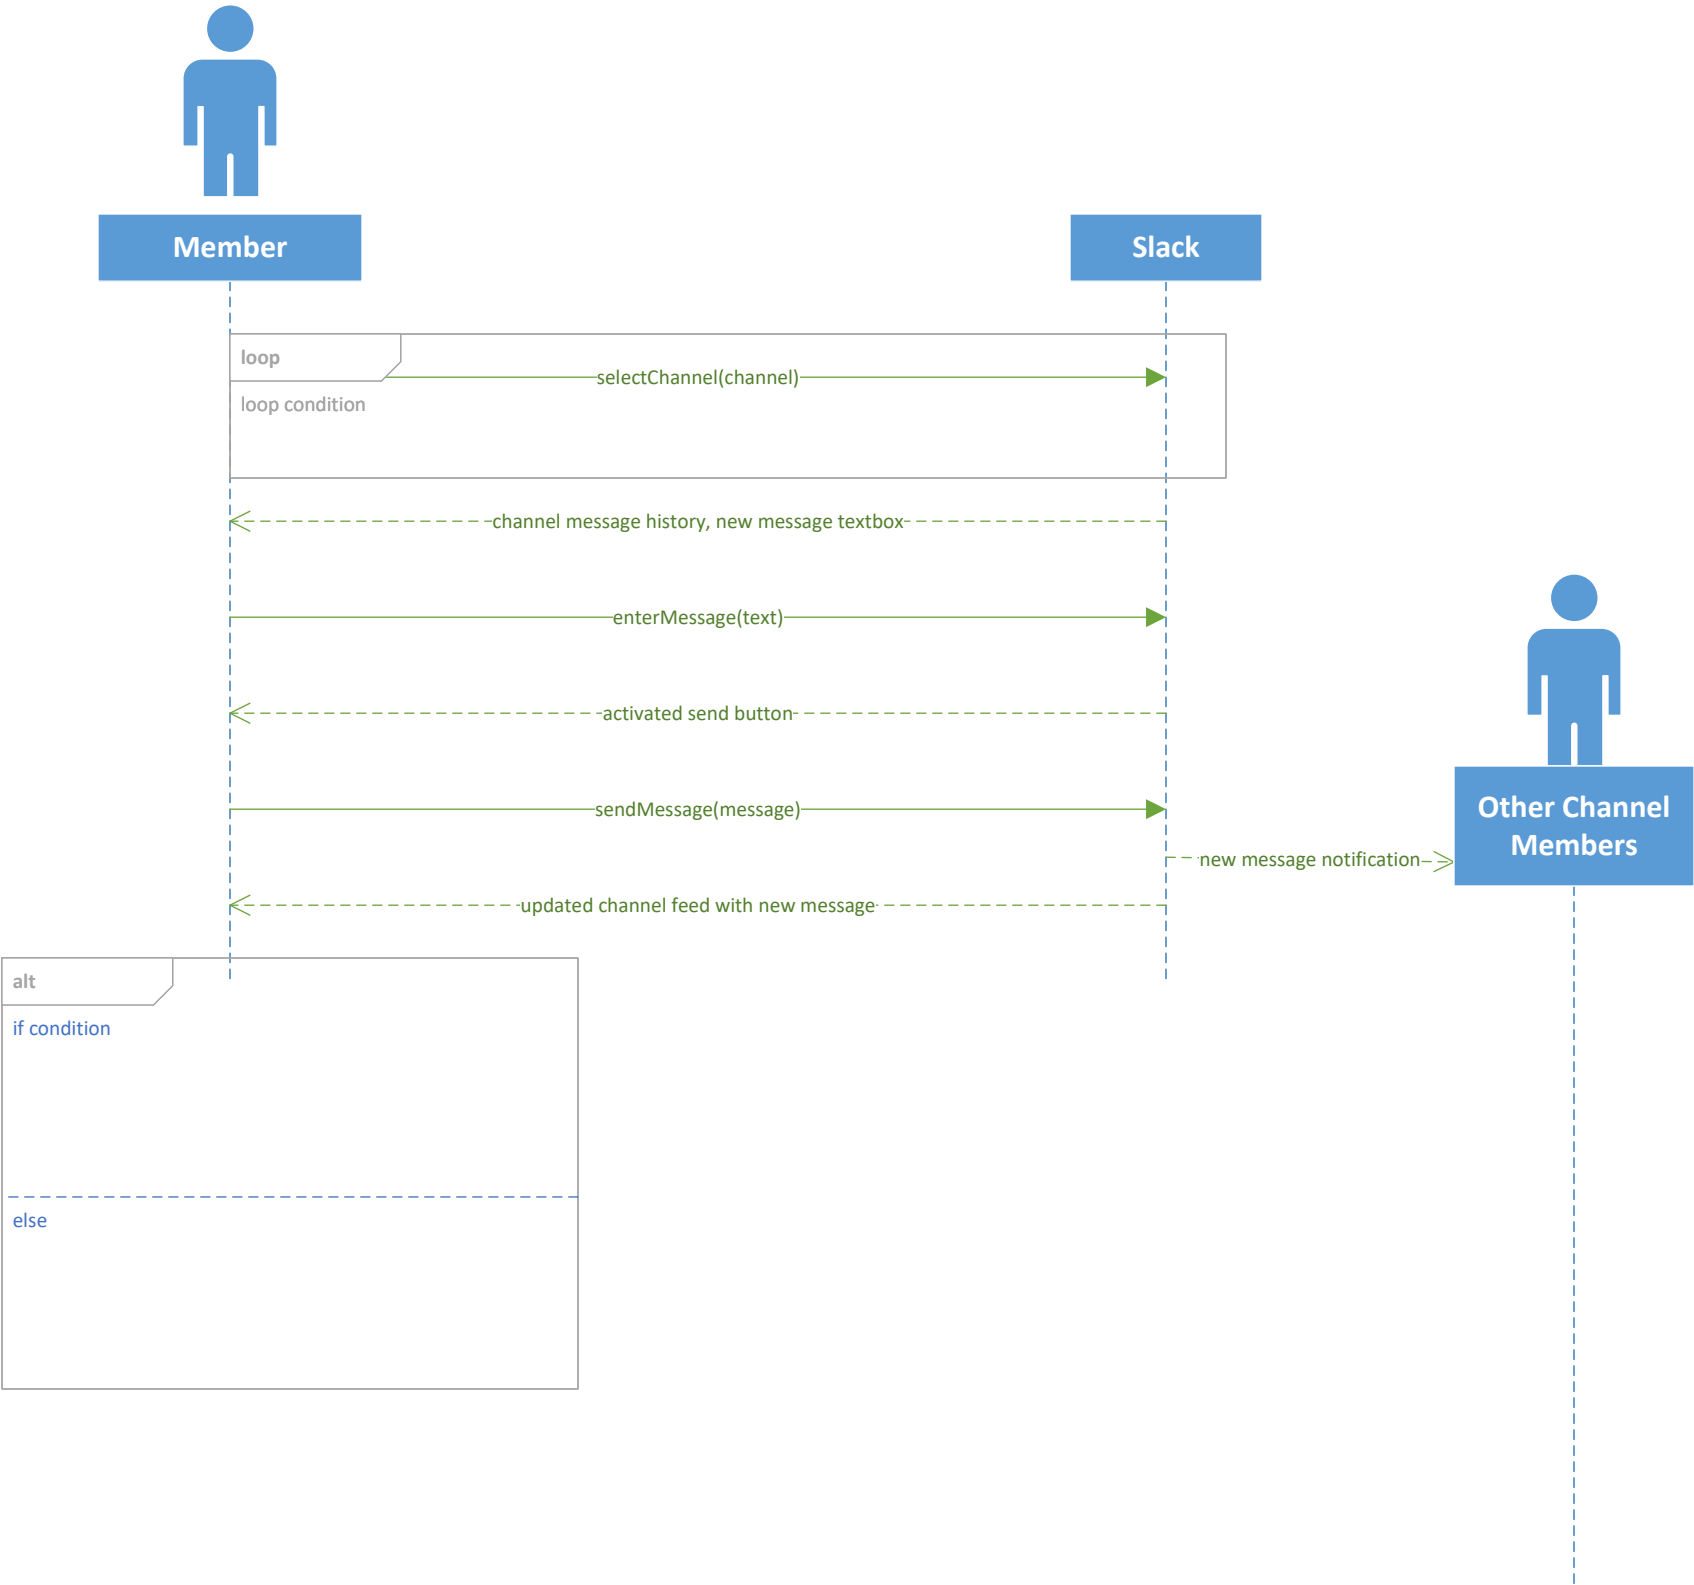 Member
Slack
loop
selectChannel(channel)
loop condition
channel message history, new message textbox
enterMessage(text)
activated send button
sendMessage(message)
Other Channel
Members
new message notification
updated channel feed with new message
alt
if condition
else